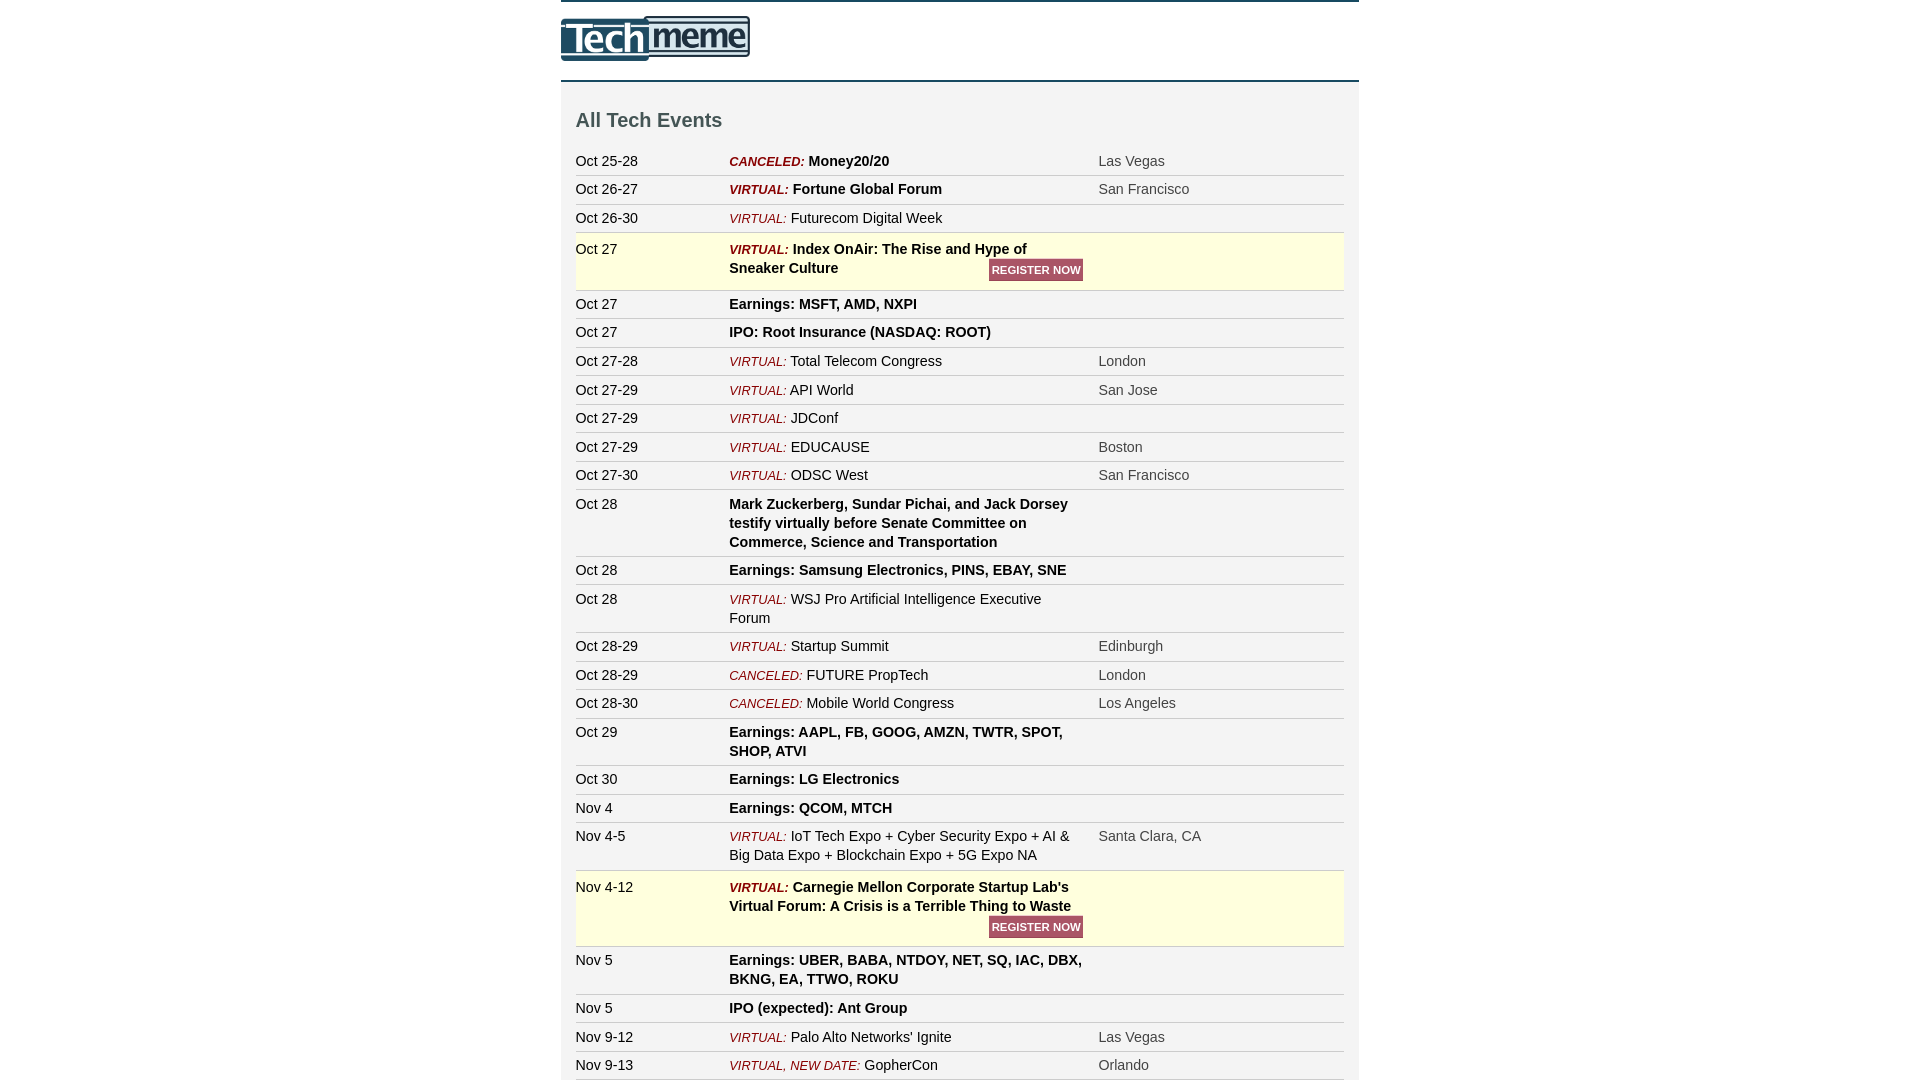 Techmeme
All Tech Events
Oct 25-28 CANCELED: Money20/20 Las Vegas
Oct 26-27 VIRTUAL: Fortune Global Forum San Francisco
Oct 26-30 VIRTUAL: Futurecom Digital Week
Oct 27 VIRTUAL: Index OnAir: The Rise and Hype of
Sneaker Culture REGISTER NOW
Oct 27 Earnings: MSFT, AMD, NXPI
Oct 27 IPO: Root Insurance (NASDAQ: ROOT)
Oct 27-28 VIRTUAL: Total Telecom Congress London
Oct 27-29 VIRTUAL: API World San Jose
Oct 27-29 VIRTUAL: JDConf
Oct 27-29 VIRTUAL: EDUCAUSE Boston
Oct 27-30 VIRTUAL: ODSC West San Francisco
Oct 28 Mark Zuckerberg, Sundar Pichai, and Jack Dorsey
testify virtually before Senate Committee on
Commerce, Science and Transportation
Oct 28 Earnings: Samsung Electronics, PINS, EBAY, SNE
Oct 28 VIRTUAL: WSJ Pro Artificial Intelligence Executive
Forum
Oct 28-29 VIRTUAL: Startup Summit Edinburgh
Oct 28-29 CANCELED: FUTURE PropTech London
Oct 28-30 CANCELED: Mobile World Congress Los Angeles
Oct 29 Earnings: AAPL, FB, GOOG, AMZN, TWTR, SPOT,
SHOP, ATVI
Oct 30 Earnings: LG Electronics
Nov 4 Earnings: QCOM, MTCH
Nov 4-5 VIRTUAL: IoT Tech Expo + Cyber Security Expo + AI & Santa Clara, CA
Big Data Expo + Blockchain Expo + 5G Expo NA
Nov 4-12 VIRTUAL: Carnegie Mellon Corporate Startup Lab's
Virtual Forum: A Crisis is a Terrible Thing to Waste
REGISTER NOW
Nov 5 Earnings: UBER, BABA, NTDOY, NET, SQ, IAC, DBX,
BKNG, EA, TTWO, ROKU
Nov 5 IPO (expected): Ant Group
Nov 9-12 VIRTUAL: Palo Alto Networks' Ignite Las Vegas
Nov 9-13 VIRTUAL, NEW DATE: GopherCon Orlando